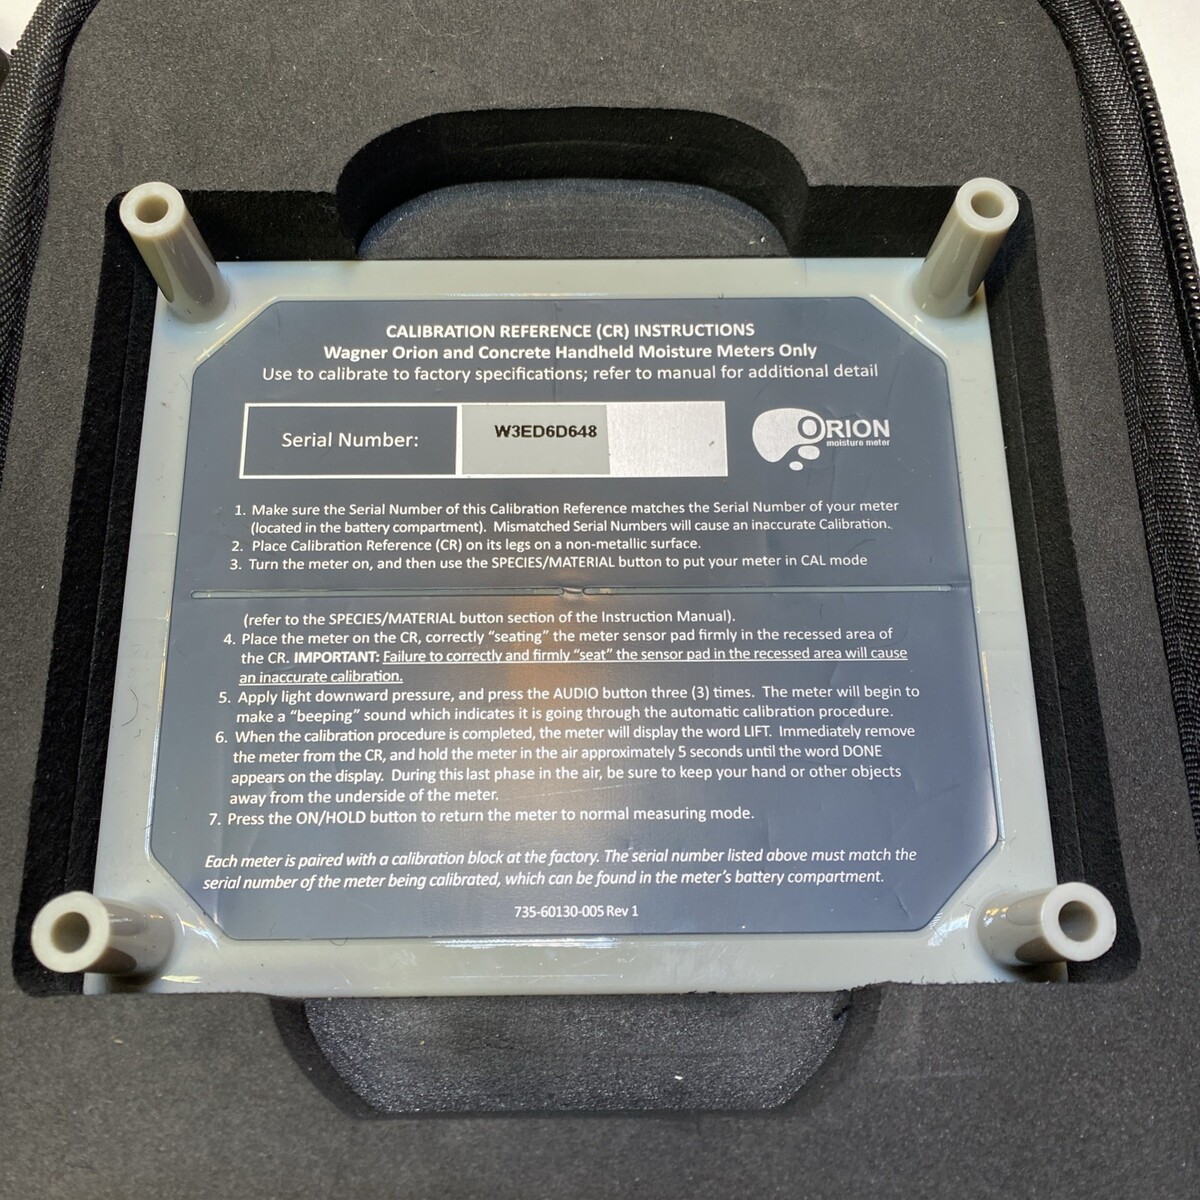 CALIBRATION REFERENCE (CR) INSTRUCTIONS
Wagner Orion and Concrete Handheld Moisture Meters Only
Use to calibrate to factory specifications; refer to manual for additional detail
Serial Number:
W3ED6D648
ORION
moisture meter
1. Make sure the Serial Number of this Calibration Reference matches the Serial Number of your meter
(located in the battery compartment). Mismatched Serial Numbers will cause an inaccurate Calibration.
2. Place Calibration Reference (CR) on its legs on a non-metallic surface.
3. Turn the meter on, and then use the SPECIES/MATERIAL button to put your meter in CAL mode
(refer to the SPECIES/MATERIAL button section of the Instruction Manual).
4. Place the meter on the CR, correctly “seating” the meter sensor pad firmly in the recessed area of
the CR. IMPORTANT: Failure to correctly and firmly “seat” the sensor pad in the recessed area will cause
an inaccurate calibration.
5. Apply light downward pressure, and press the AUDIO button three (3) times. The meter will begin to
make a “beeping” sound which indicates it is going through the automatic calibration procedure.
6. When the calibration procedure is completed, the meter will display the word LIFT. Immediately remove
the meter from the CR, and hold the meter in the air approximately 5 seconds until the word DONE
appears on the display. During this last phase in the air, be sure to keep your hand or other objects
away from the underside of the meter.
7. Press the ON/HOLD button to return the meter to normal measuring mode.
Each meter is paired with a calibration block at the factory. The serial number listed above must match the
serial number of the meter being calibrated, which can be found in the meter’s battery compartment.
735-60130-005 Rev 1